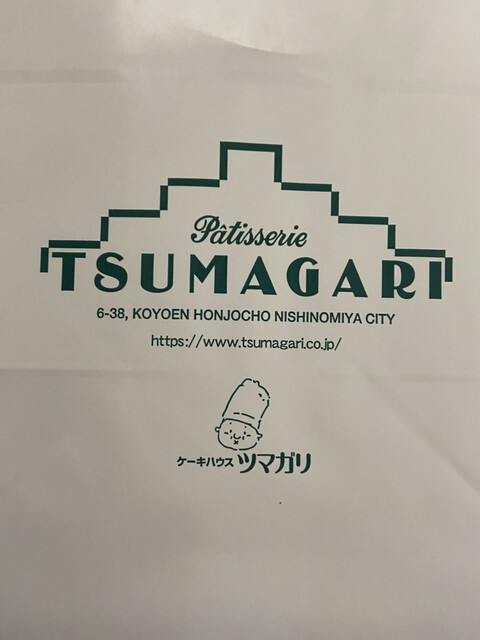 Pâtisserie
TSUMAGARI
6-38, KOYOEN HONJOCHO NISHINOMIYA CITY
https://www.tsumagari.co.jp/
ケーキハウス ツマガリ